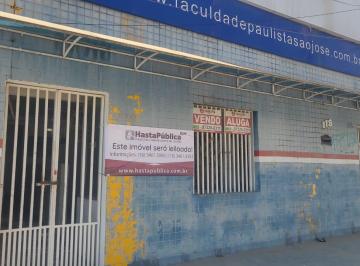 www.faculdadepaulistasaojose.com.br
HastaPública
Este imóvel será leiloado!
www.hastapublica.com.br
VENDO
ALUGA
178